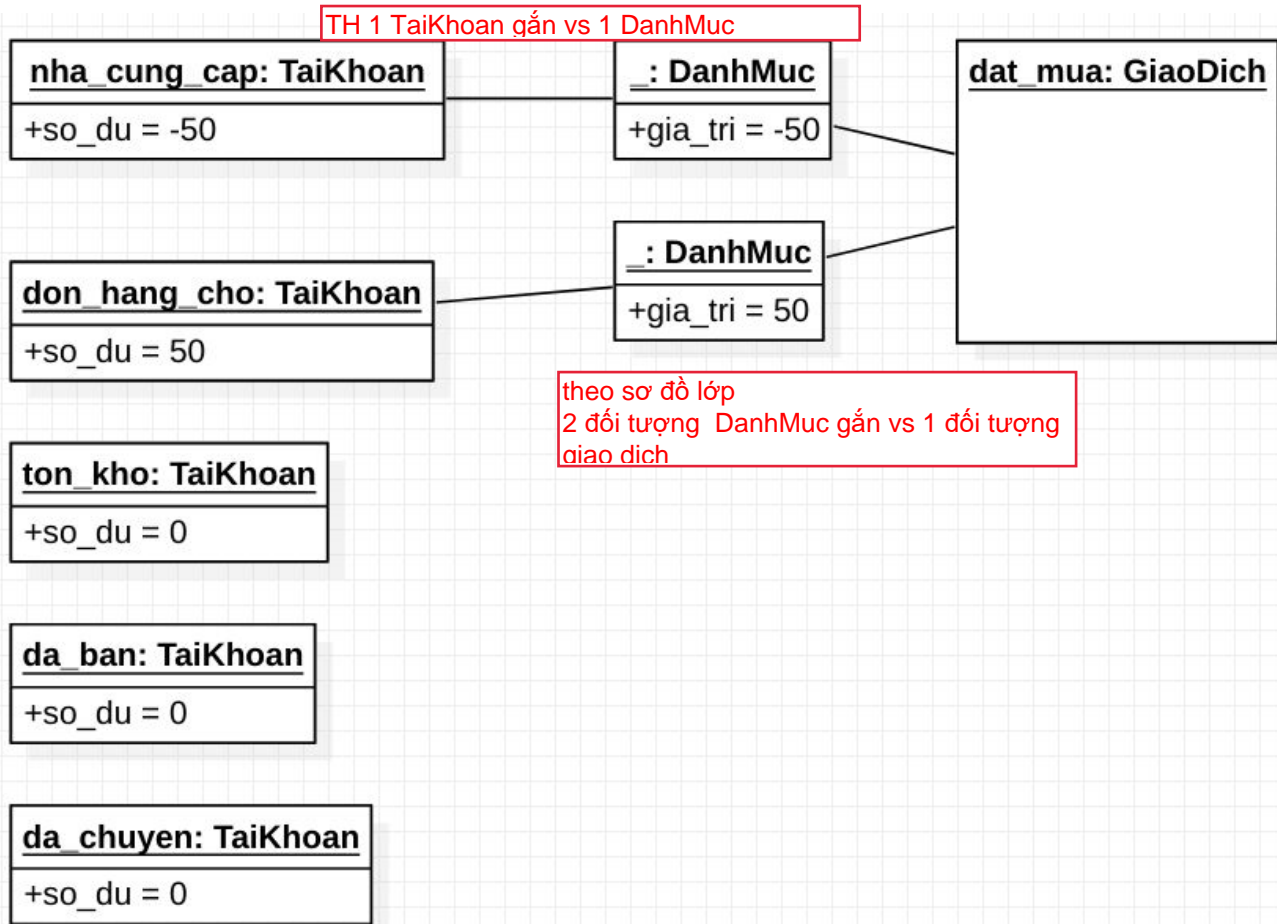 TH 1 TaiKhoan gắn vs 1 DanhMuc
nha_cung_cap: TaiKhoan
+so_du = -50
_: DanhMuc
+gia_tri = -50
dat_mua: GiaoDich
don_hang_cho: TaiKhoan
+so_du = 50
_: DanhMuc
+gia_tri = 50
theo sơ đồ lớp
2 đối tượng DanhMuc gắn vs 1 đối tượng
giao dịch
ton_kho: TaiKhoan
+so_du = 0
da_ban: TaiKhoan
+so_du = 0
da_chuyen: TaiKhoan
+so_du = 0